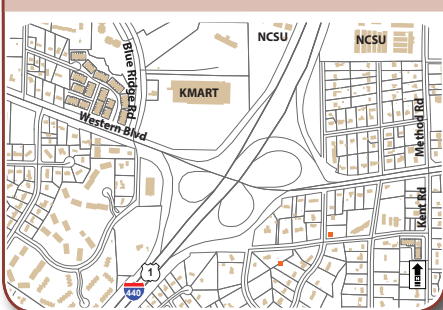 NCSU
NCSU
Blue Ridge Rd
KMART
Western Blvd
Method Rd
Kent Rd
1
440